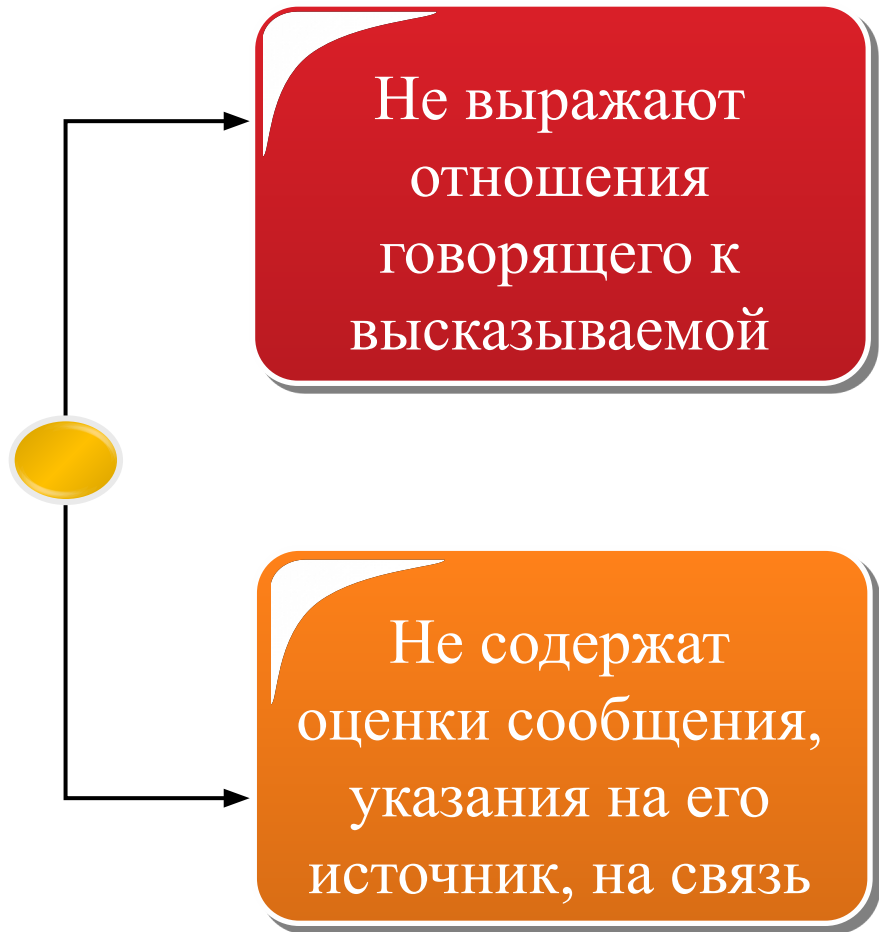 Не выражают
отношения
говорящего к
высказываемой
Не содержат
оценки сообщения,
указания на его
источник, на связь